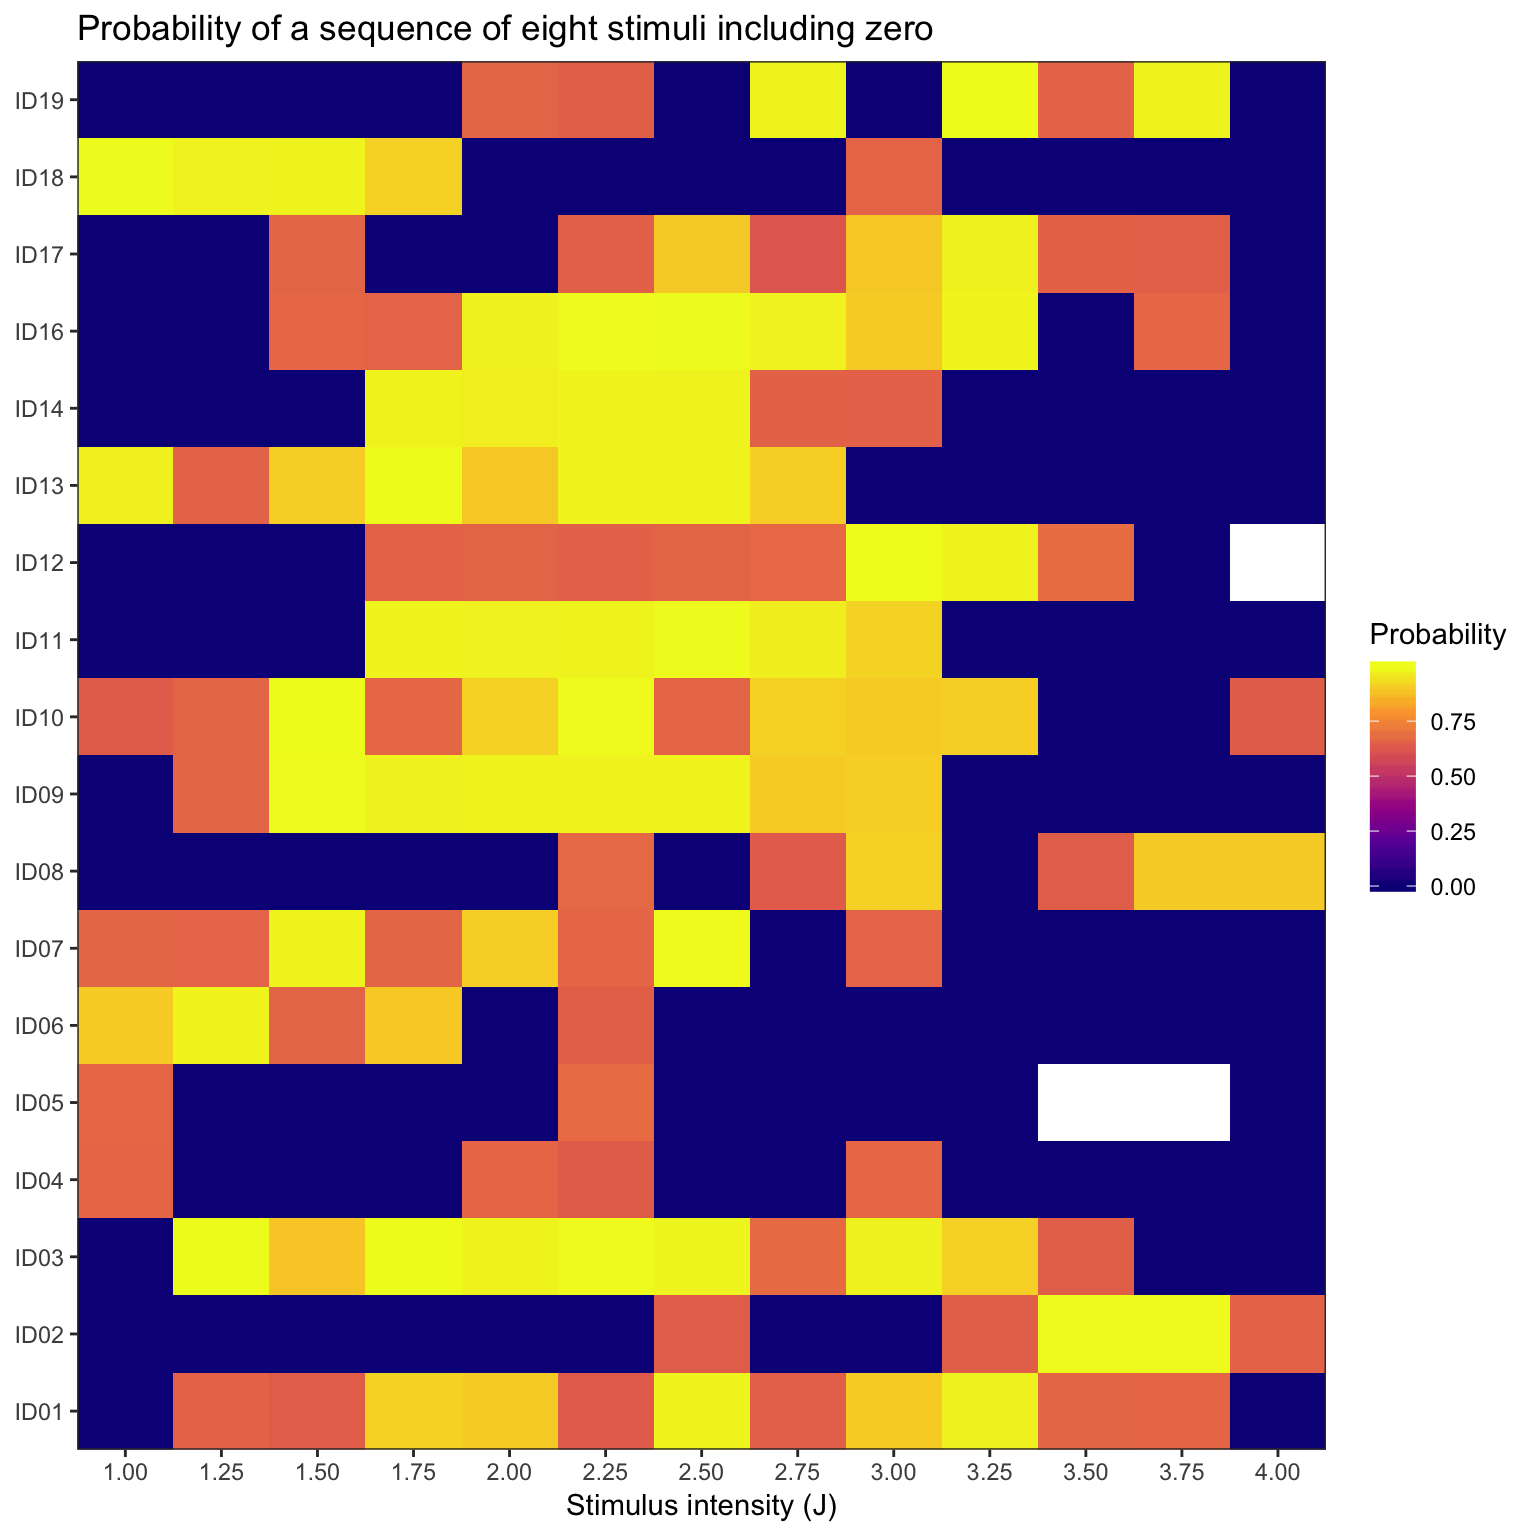 Probability of a sequence of eight stimuli including zero
ID19
ID18
ID17
ID16
ID14
ID13
ID12
ID11
ID10
ID09
ID08
ID07
ID06
ID05
ID04
ID03
ID02
ID01
1.00 1.25 1.50 1.75 2.00 2.25 2.50 2.75 3.00 3.25 3.50 3.75 4.00
Stimulus intensity (J)
Probability
0.75
0.50
0.25
0.00